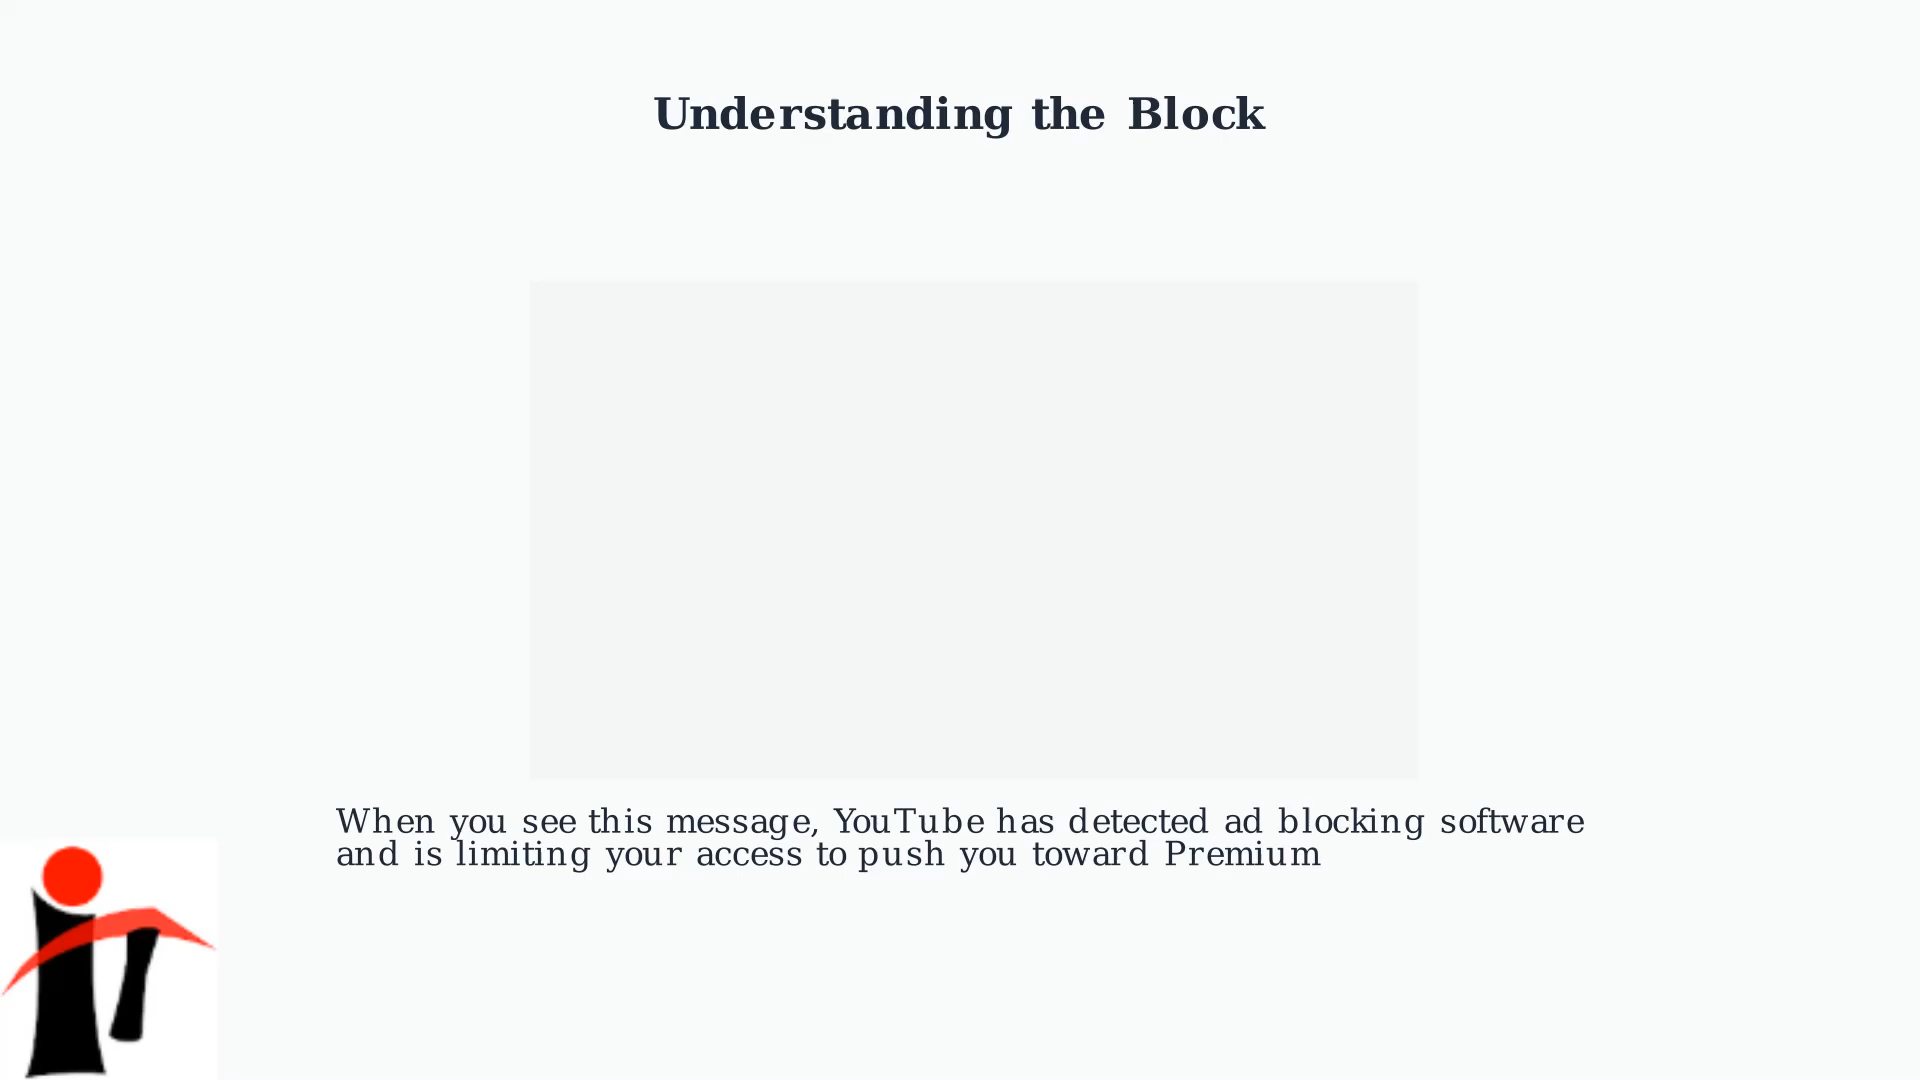 Understanding the Block
When you see this message, YouTube has detected ad blocking software
and is limiting your access to push you toward Premium